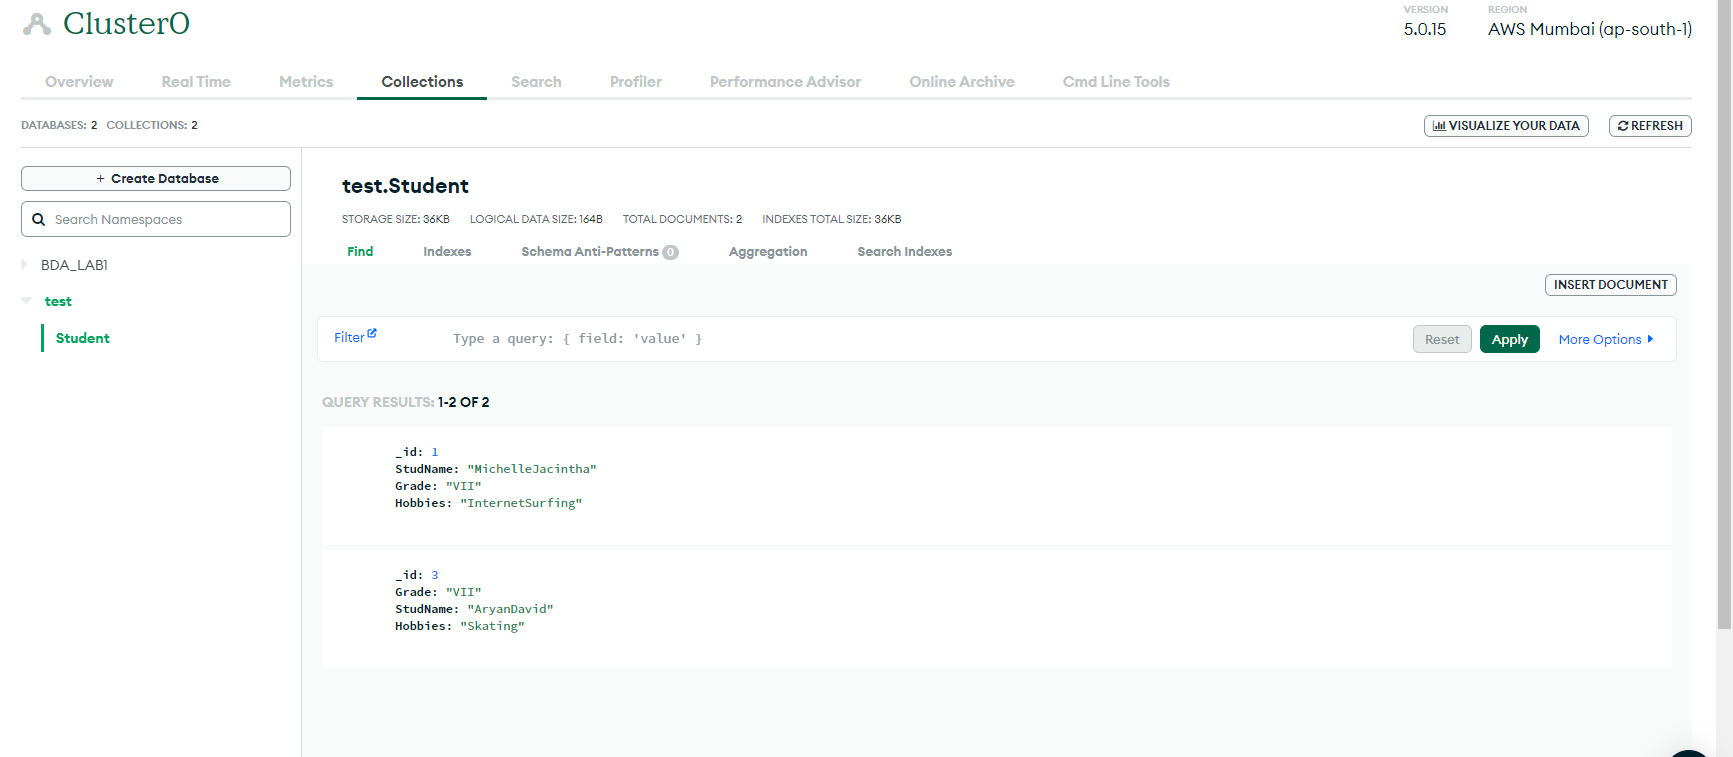 Cluster0
VERSION
5.0.15
REGION
AWS Mumbai (ap-south-1)
Overview Real Time Metrics Collections Search Profiler Performance Advisor Online Archive Cmd Line Tools
DATABASES: 2 COLLECTIONS: 2
VISUALIZE YOUR DATA
REFRESH
+ Create Database
Search Namespaces
BDA_LAB1
test
Student
test.Student
STORAGE SIZE: 36KB LOGICAL DATA SIZE: 164B TOTAL DOCUMENTS: 2 INDEXES TOTAL SIZE: 36KB
Find Indexes Schema Anti-Patterns 0 Aggregation Search Indexes
INSERT DOCUMENT
Filter Type a query: { field: 'value' } Reset Apply More Options
QUERY RESULTS: 1-2 OF 2
_id: 1
StudName: "MichelleJacintha"
Grade: "VII"
Hobbies: "InternetSurfing"
_id: 3
Grade: "VII"
StudName: "AryanDavid"
Hobbies: "Skating"